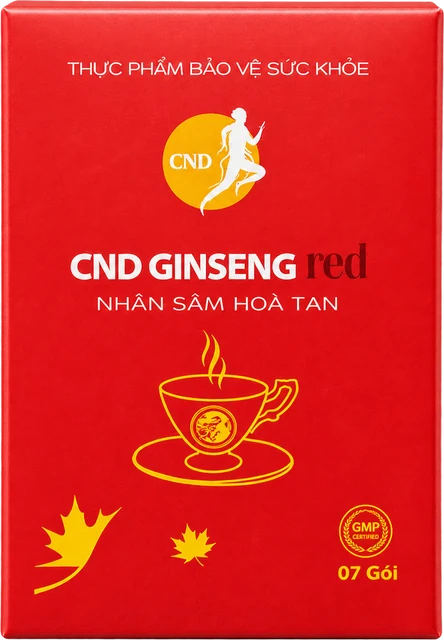 THỰC PHẨM BẢO VỆ SỨC KHỎE
CND
CND GINSENG red
NHÂN SÂM HOÀ TAN
GMP
CERTIFIED
07 Gói